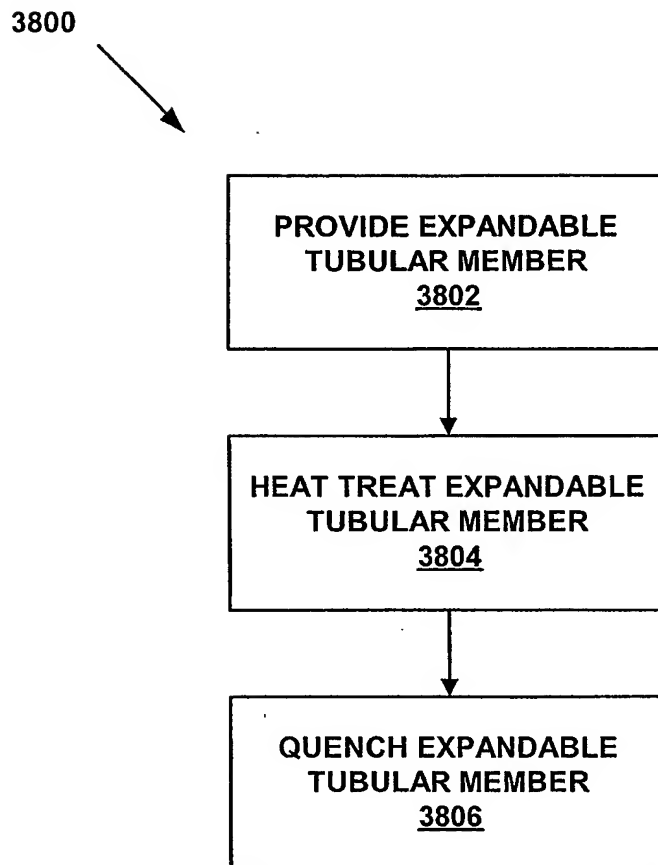 3800
PROVIDE EXPANDABLE
TUBULAR MEMBER
3802
HEAT TREAT EXPANDABLE
TUBULAR MEMBER
3804
QUENCH EXPANDABLE
TUBULAR MEMBER
3806